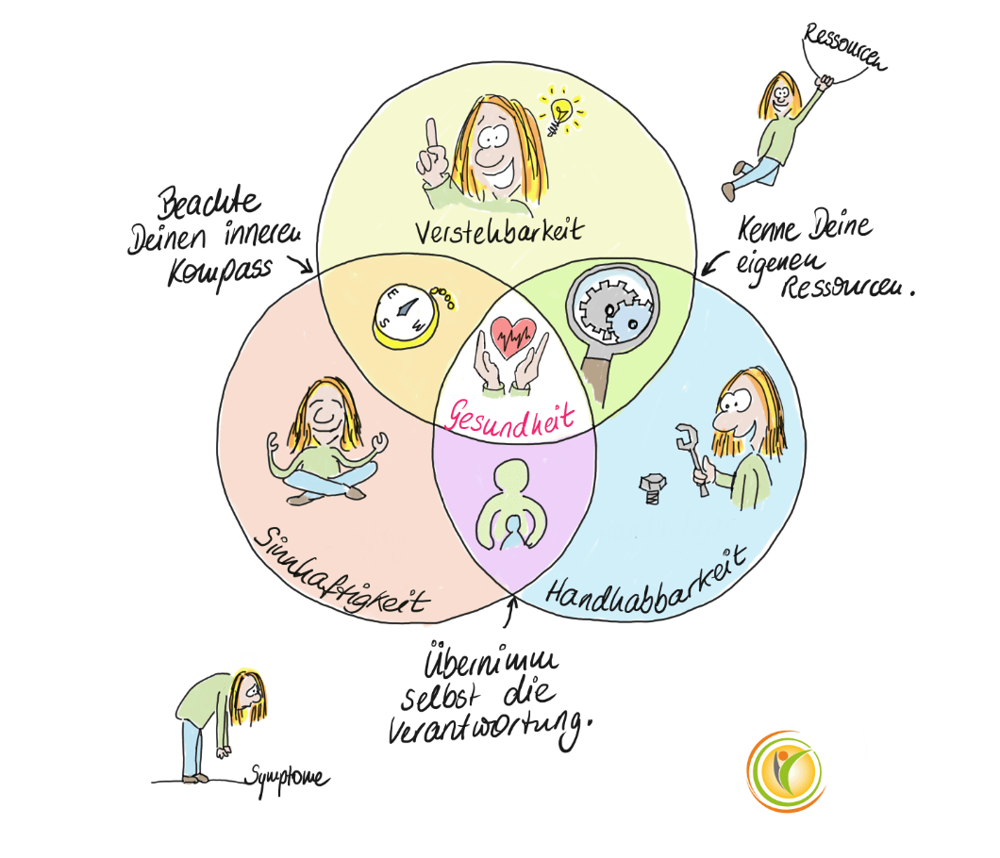 Ressourcen
Verstehbarkeit
Beachte
Deinen inneren
Kompass
Kenne Deine
eigenen
Ressourcen.
E
S
W
Gesundheit
Sinnhaftigkeit
Handhabbarkeit
Übernimm
selbst die
Verantwortung.
Symptome